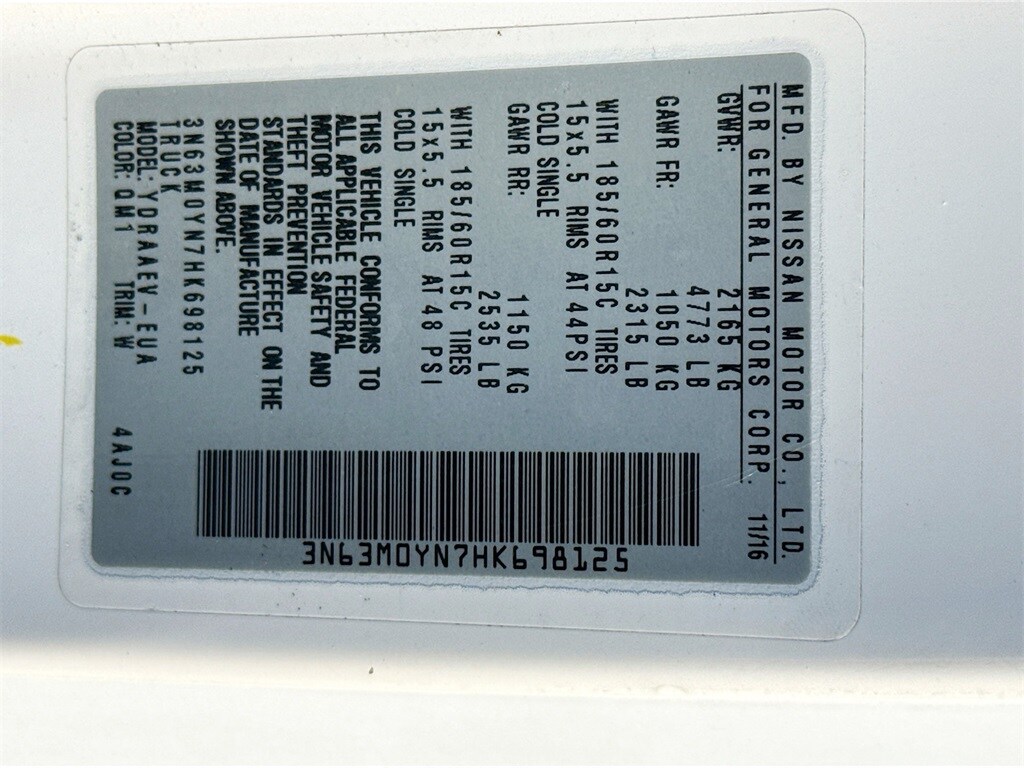 MFD. BY NISSAN MOTOR CO., LTD.
FOR GENERAL MOTORS CORP. 11/16
GVWR: 2165 KG
4773 LB
GAWR FR: 1050 KG
2315 LB
WITH 185/60R15C TIRES
15x5.5 RIMS AT 44PSI
COLD SINGLE
GAWR RR: 1150 KG
2535 LB
WITH 185/60R15C TIRES
15x5.5 RIMS AT 48 PSI
COLD SINGLE
THIS VEHICLE CONFORMS TO
ALL APPLICABLE FEDERAL
MOTOR VEHICLE SAFETY AND
THEFT PREVENTION
STANDARDS IN EFFECT ON THE
DATE OF MANUFACTURE
SHOWN ABOVE.
3N63M0YN7HK698125
TRUCK
MODEL: YDRAAEV-EUA
COLOR: QM1 TRIM: W 4AJ0C
3N63M0YN7HK698125